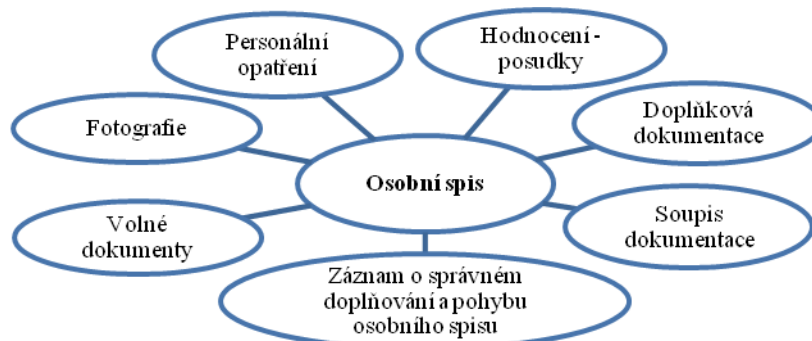 Personální
opatření
Hodnocení -
posudky
Fotografie
Doplňková
dokumentace
Osobní spis
Volné
dokumenty
Soupis
dokumentace
Záznam o správném
doplňování a pohybu
osobního spisu